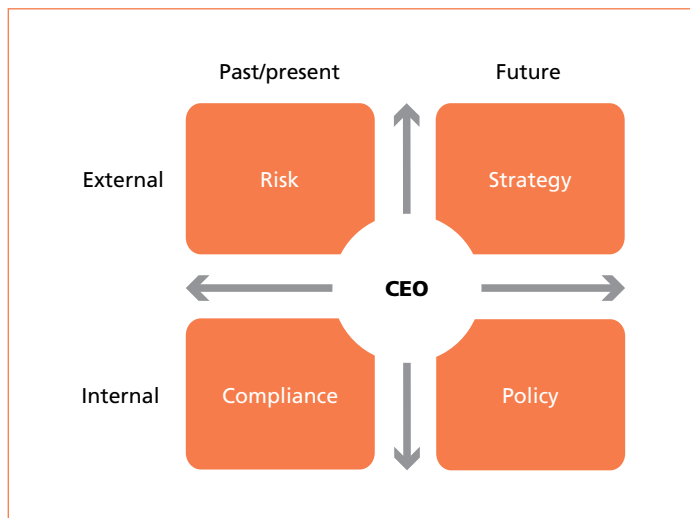 Past/present Future
External Risk Strategy
CEO
Internal Compliance Policy